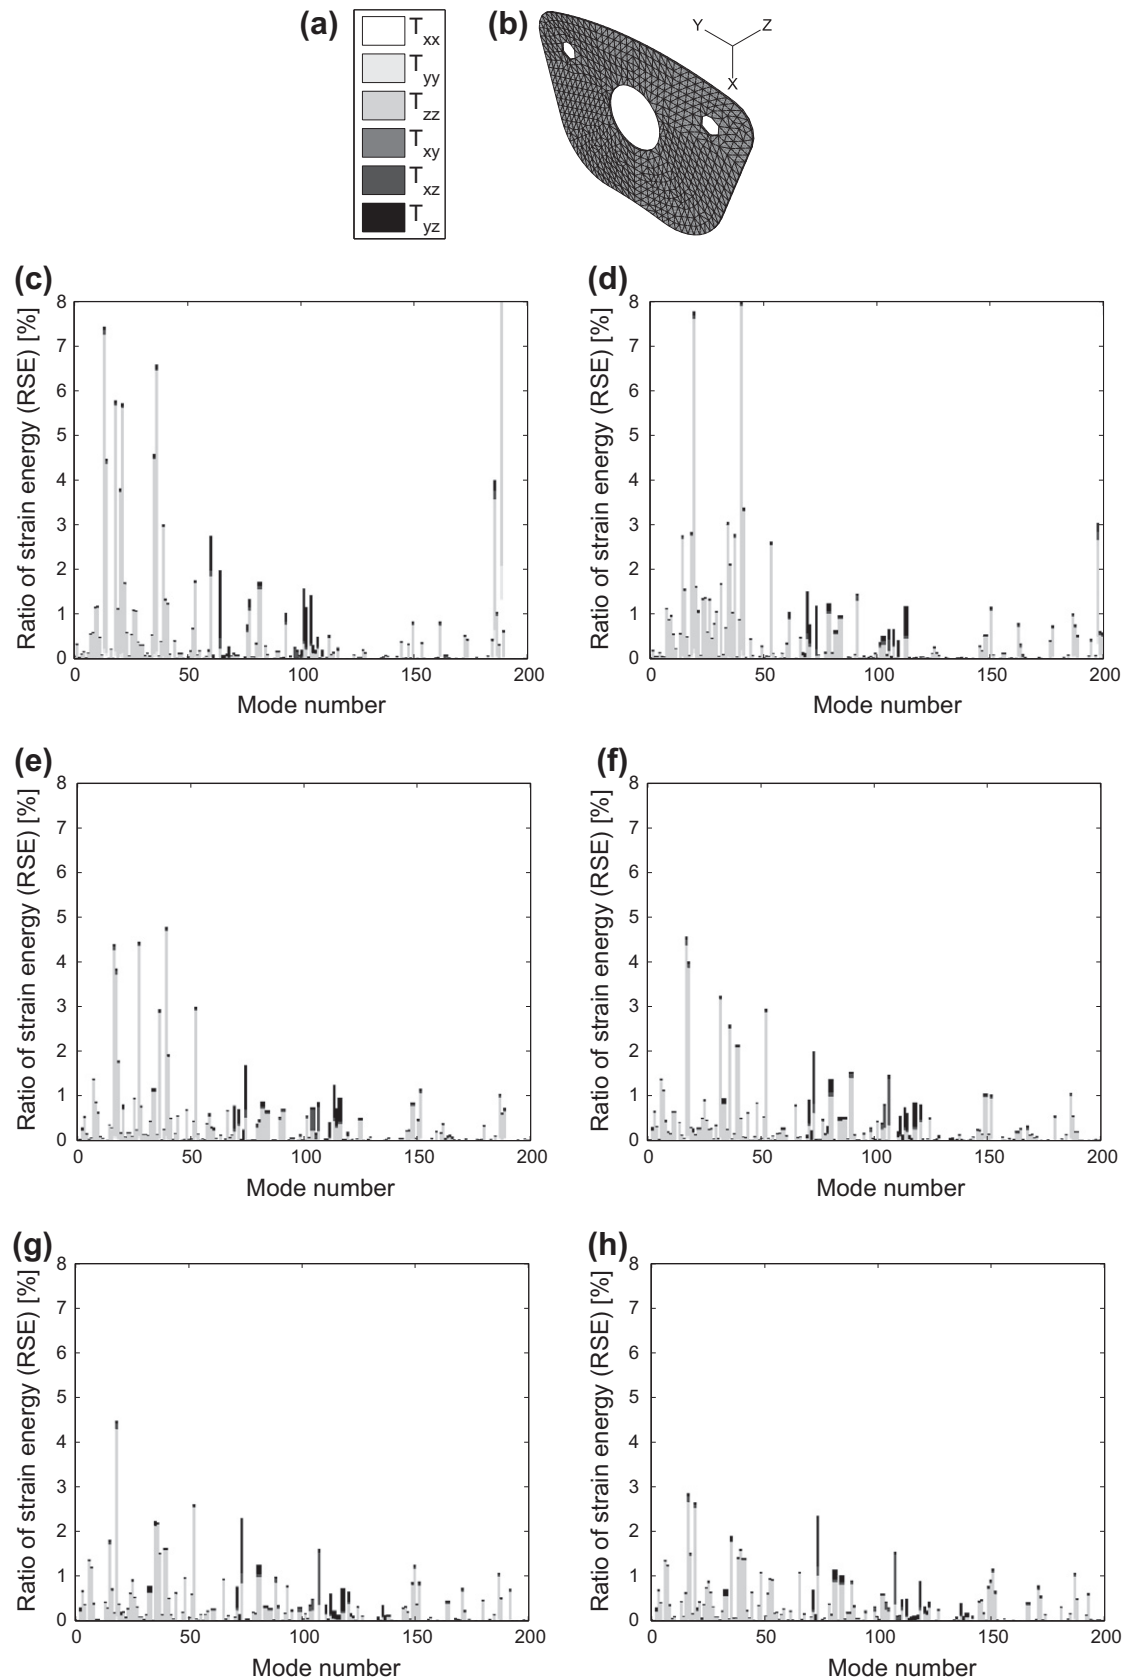 (a)
T xx
T yy
T zz
T xy
T xz
T yz
(b)
Y
Z
X
(c)
Ratio of strain energy (RSE) [%]
8
7
6
5
4
3
2
1
0
0 50 100 150 200
Mode number
(d)
Ratio of strain energy (RSE) [%]
8
7
6
5
4
3
2
1
0
0 50 100 150 200
Mode number
(e)
Ratio of strain energy (RSE) [%]
8
7
6
5
4
3
2
1
0
0 50 100 150 200
Mode number
(f)
Ratio of strain energy (RSE) [%]
8
7
6
5
4
3
2
1
0
0 50 100 150 200
Mode number
(g)
Ratio of strain energy (RSE) [%]
8
7
6
5
4
3
2
1
0
0 50 100 150 200
Mode number
(h)
Ratio of strain energy (RSE) [%]
8
7
6
5
4
3
2
1
0
0 50 100 150 200
Mode number